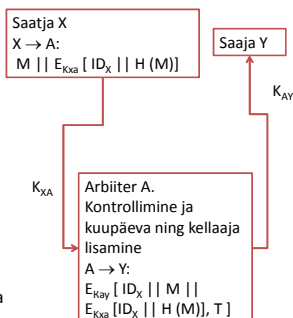 Saatja X
X → A:
M || E_Kxa [ ID_X || H (M)]
Saaja Y
K_AY
K_XA
Arbiiter A.
Kontrollimine ja
kuupäeva ning kellaaja
lisamine
A → Y:
E_Kay [ ID_X || M ||
E_Kxa [ID_X || H (M)], T ]
a